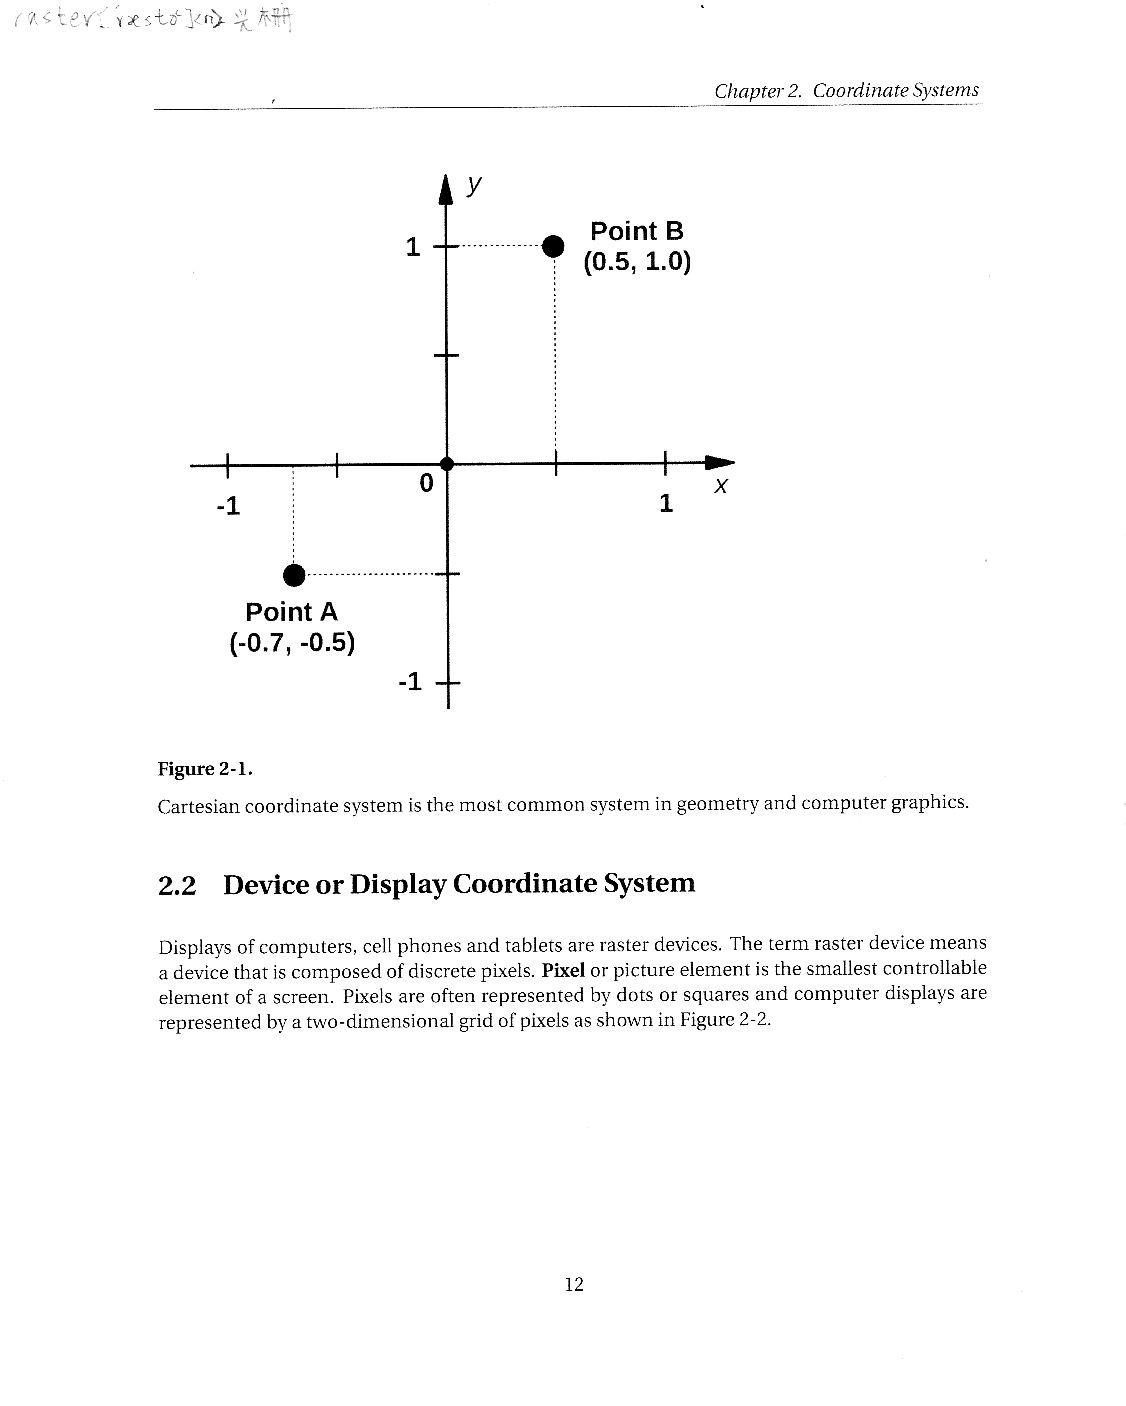 raster ['ræstə]<n> 光栅
Chapter 2. Coordinate Systems
y
1
Point B
(0.5, 1.0)
0
-1
1
x
Point A
(-0.7, -0.5)
-1
Figure 2-1.
Cartesian coordinate system is the most common system in geometry and computer graphics.
2.2 Device or Display Coordinate System
Displays of computers, cell phones and tablets are raster devices. The term raster device means
a device that is composed of discrete pixels. Pixel or picture element is the smallest controllable
element of a screen. Pixels are often represented by dots or squares and computer displays are
represented by a two-dimensional grid of pixels as shown in Figure 2-2.
12